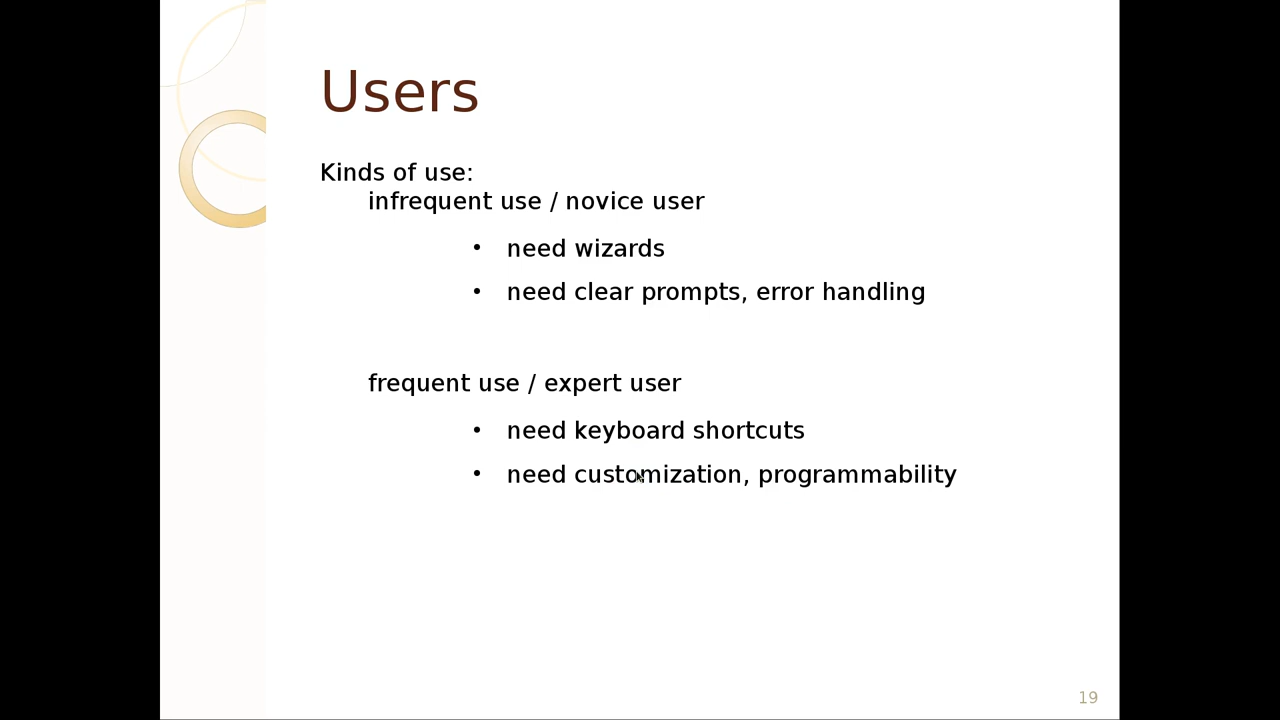 Users
Kinds of use:
infrequent use / novice user
• need wizards
• need clear prompts, error handling
frequent use / expert user
• need keyboard shortcuts
• need customization, programmability
19